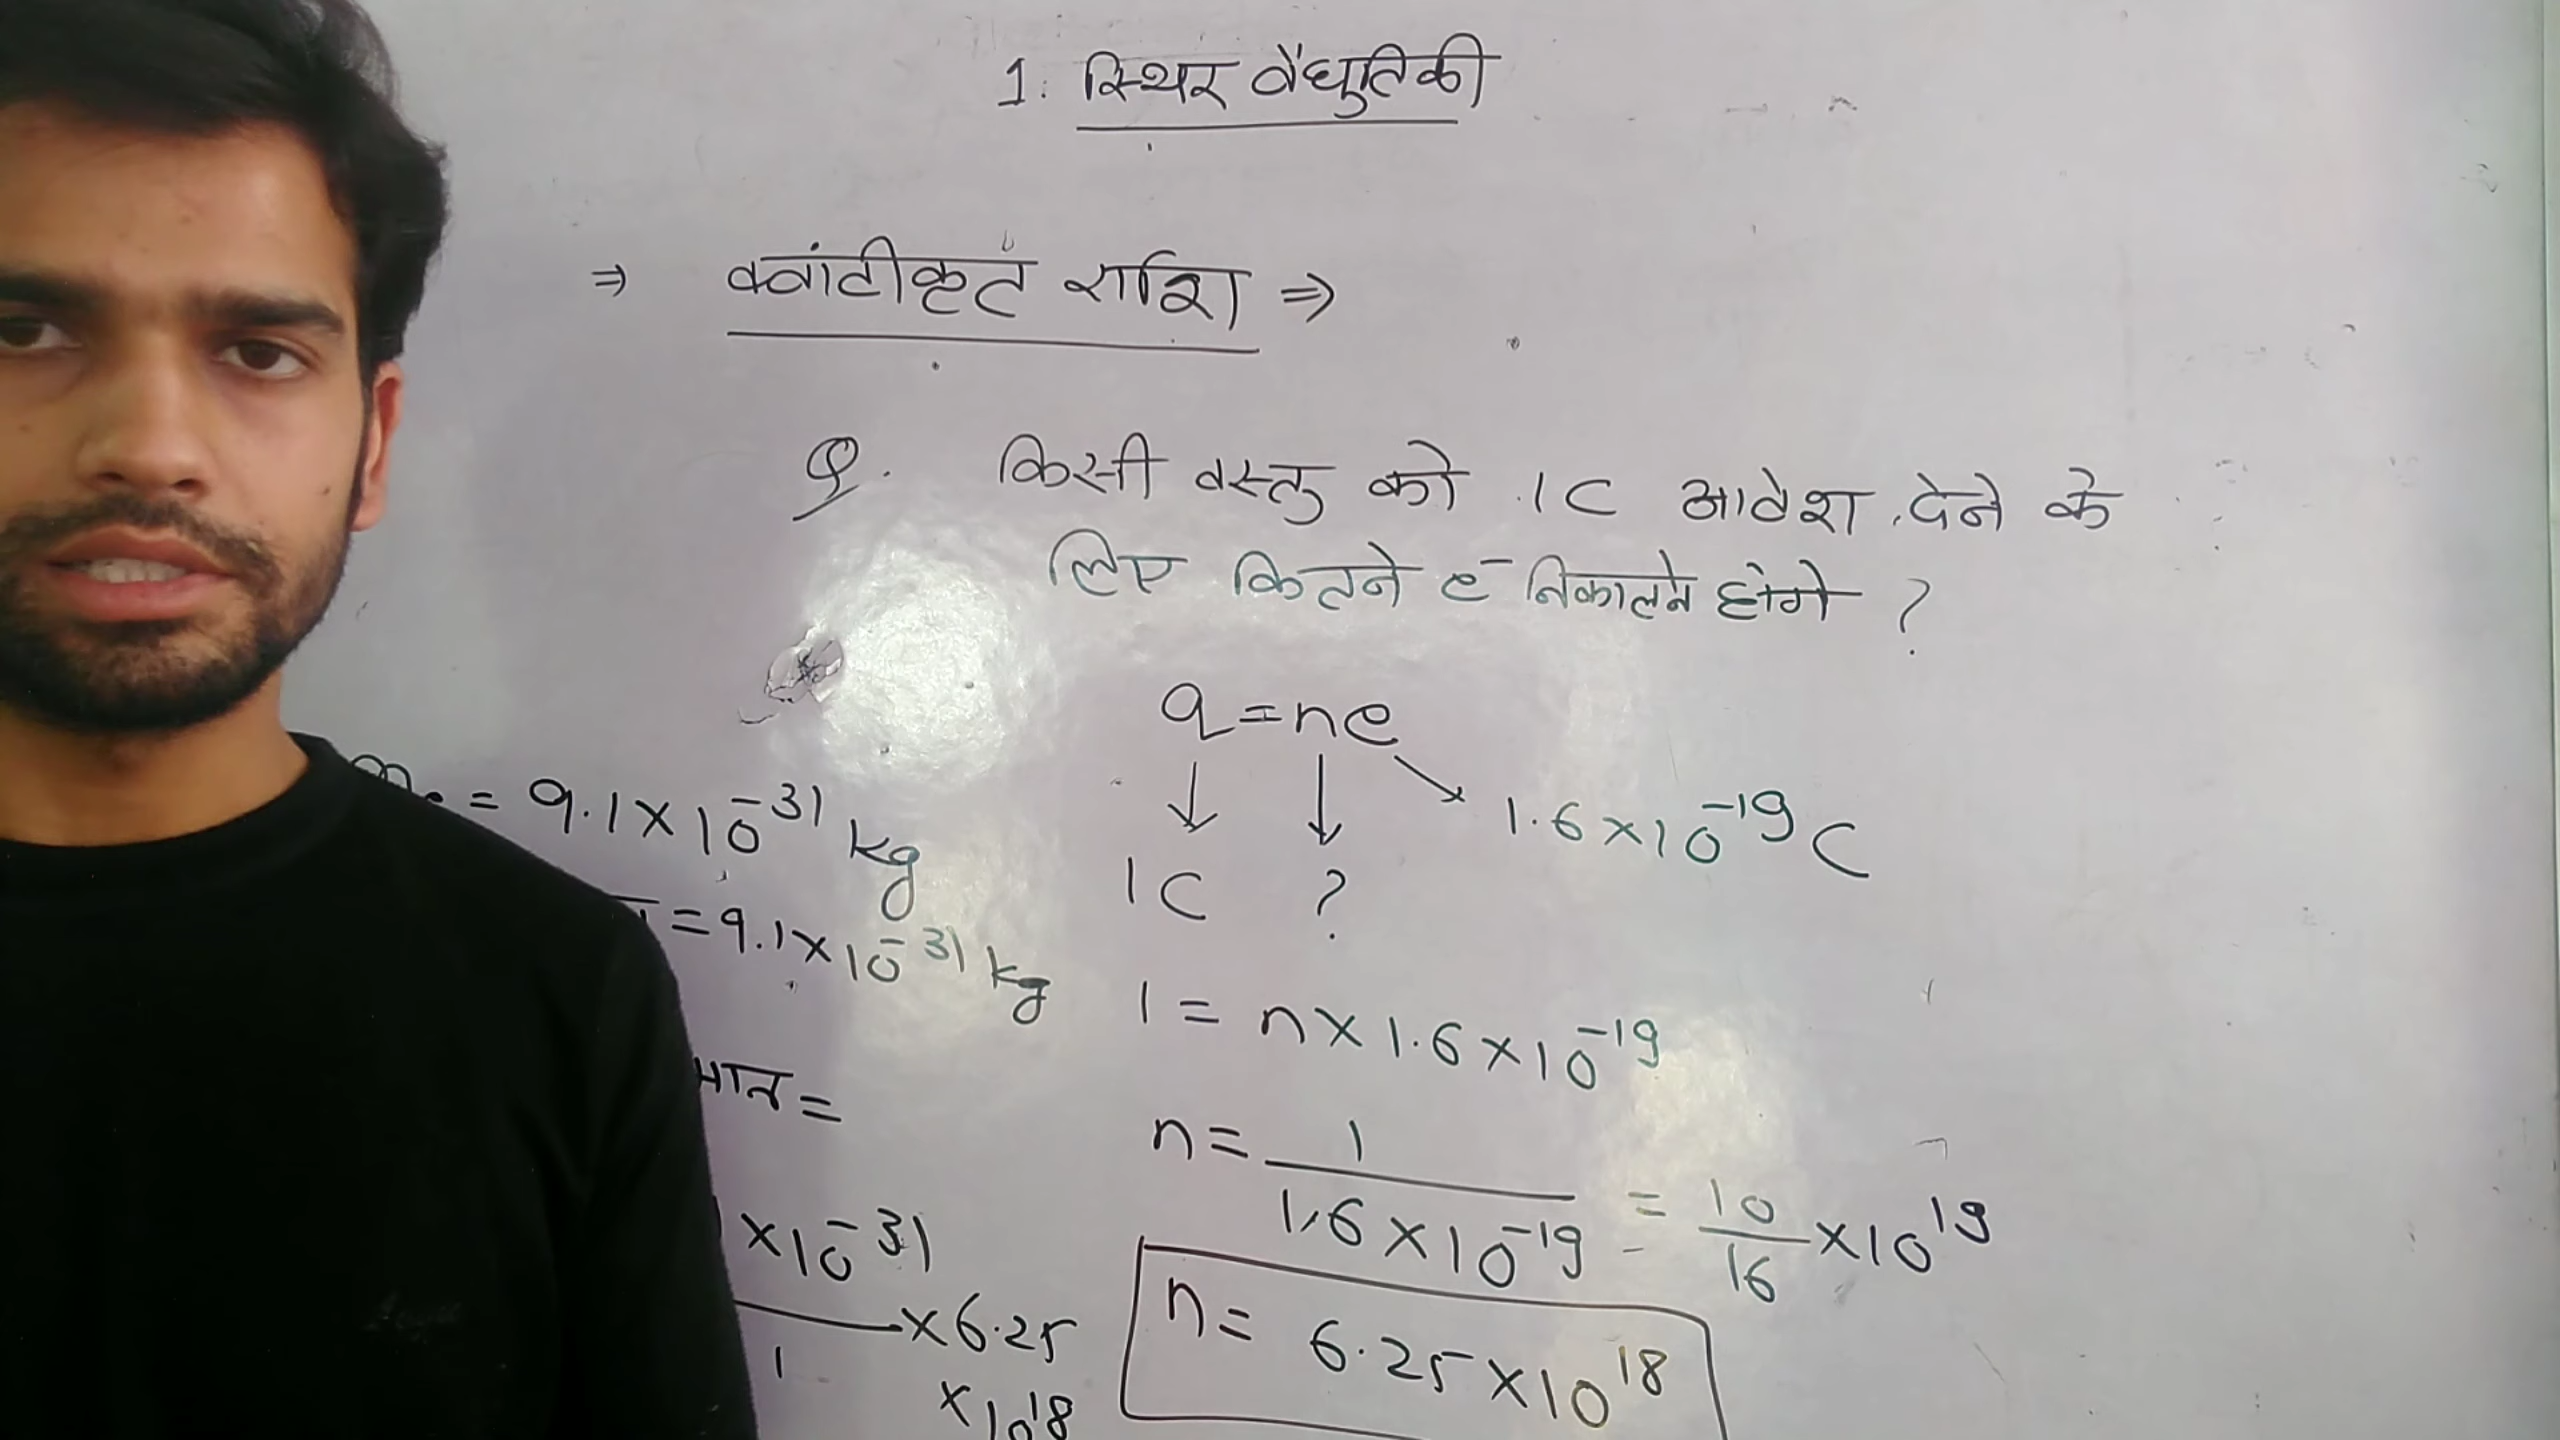 1. स्थिर वैधुतिकी
⇒ क्वांटीकृत राशि ⇒
Q. किसी वस्तु को 1C आवेश देने के
लिए कितने e⁻ निकालने होगे ?
q=ne
↓ ↓ ↘ 1.6×10⁻¹⁹ C
1C ?
1 = n×1.6×10⁻¹⁹
n= 1/1.6×10⁻¹⁹ = 10/16 ×10¹⁹
n= 6.25×10¹⁸
= 9.1×10⁻³¹ kg
= 9.1×10⁻³¹ kg
मान =
×10⁻³¹
1 ×6.25
×10¹⁸